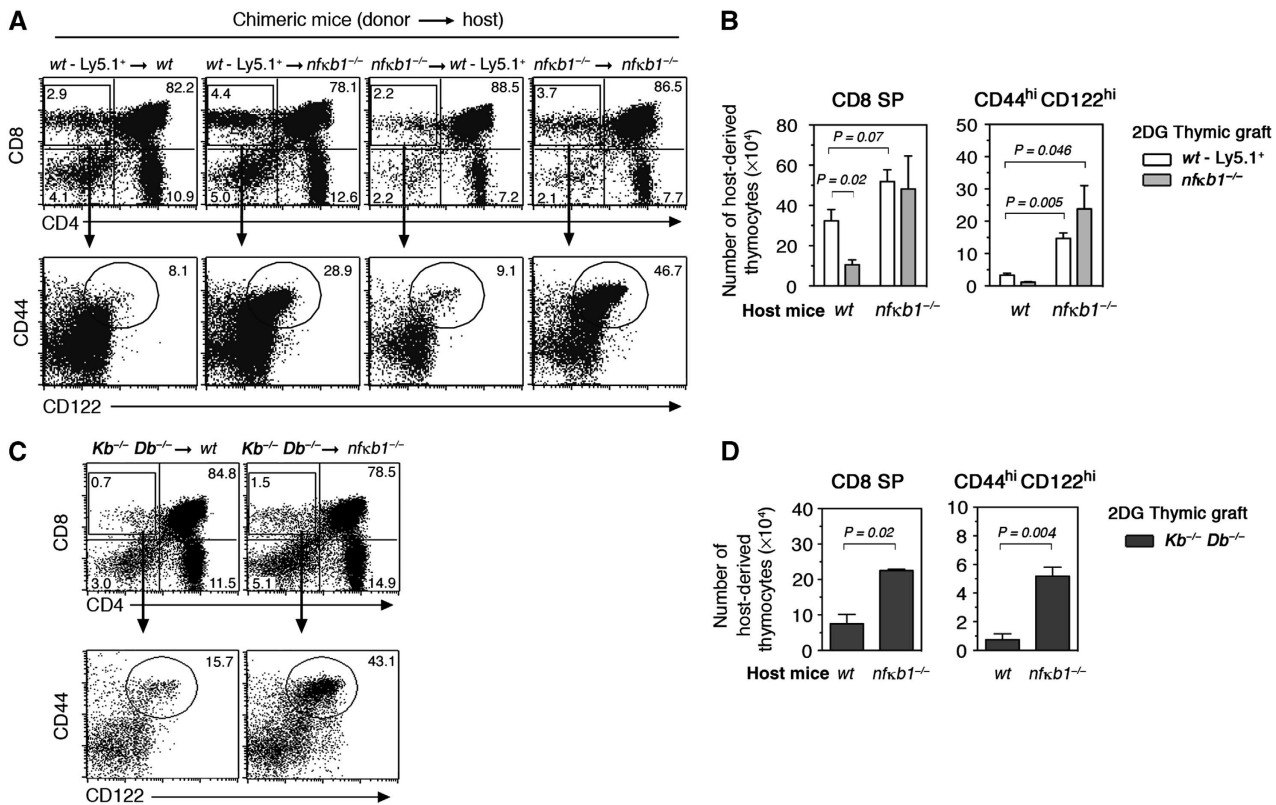 A
Chimeric mice (donor → host)
wt - Ly5.1⁺ → wt
wt - Ly5.1⁺ → nfκb1⁻/⁻
nfκb1⁻/⁻ → wt - Ly5.1⁺
nfκb1⁻/⁻ → nfκb1⁻/⁻
CD8
2.9 82.2
4.1 10.9
4.4 78.1
5.0 12.6
2.2 88.5
2.2 7.2
3.7 86.5
2.1 7.7
CD4
CD44
8.1
28.9
9.1
46.7
CD122
B
CD8 SP
Number of host-derived
thymocytes (×10⁴)
80
60
40
20
0
P = 0.07
P = 0.02
CD44ʰⁱ CD122ʰⁱ
50
40
30
20
10
0
P = 0.046
P = 0.005
Host mice wt nfκb1⁻/⁻
wt nfκb1⁻/⁻
2DG Thymic graft
wt - Ly5.1⁺
nfκb1⁻/⁻
C
Kb⁻/⁻ Db⁻/⁻ → wt
Kb⁻/⁻ Db⁻/⁻ → nfκb1⁻/⁻
CD8
0.7 84.8
3.0 11.5
1.5 78.5
5.1 14.9
CD4
CD44
15.7
43.1
CD122
D
CD8 SP
Number of
host-derived
thymocytes (×10⁴)
40
30
20
10
0
P = 0.02
CD44ʰⁱ CD122ʰⁱ
10
8
6
4
2
0
P = 0.004
Host mice wt nfκb1⁻/⁻
wt nfκb1⁻/⁻
2DG Thymic graft
Kb⁻/⁻ Db⁻/⁻